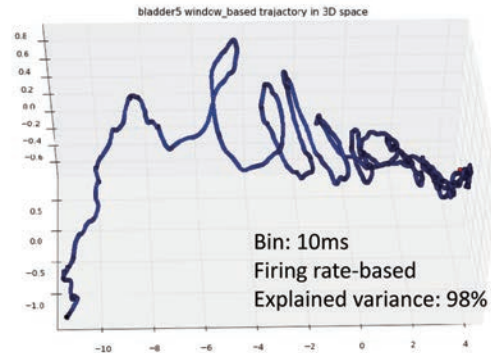 bladder5 window_based trajactory in 3D space
0.8
0.6
0.4
0.2
0.0
−0.2
−0.4
−0.6
0.5
0.0
−0.5
−1.0
Bin: 10ms
Firing rate-based
Explained variance: 98%
−10 −8 −6 −4 −2 0 2 4